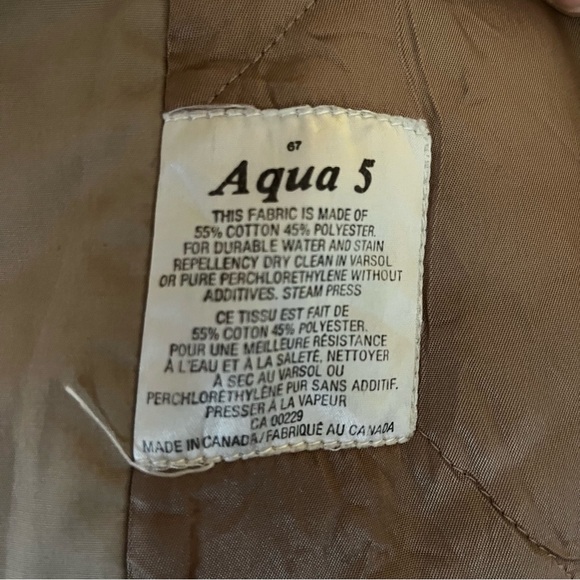 67
Aqua 5
THIS FABRIC IS MADE OF
55% COTTON 45% POLYESTER.
FOR DURABLE WATER AND STAIN
REPELLENCY DRY CLEAN IN VARSOL
OR PURE PERCHLORETHYLENE WITHOUT
ADDITIVES. STEAM PRESS
CE TISSU EST FAIT DE
55% COTON 45% POLYESTER.
POUR UNE MEILLEURE RÉSISTANCE
À L'EAU ET À LA SALETÉ, NETTOYER
À SEC AU VARSOL OU
PERCHLORÉTHYLÈNE PUR SANS ADDITIF.
PRESSER À LA VAPEUR
CA 00229
MADE IN CANADA/FABRIQUÉ AU CANADA